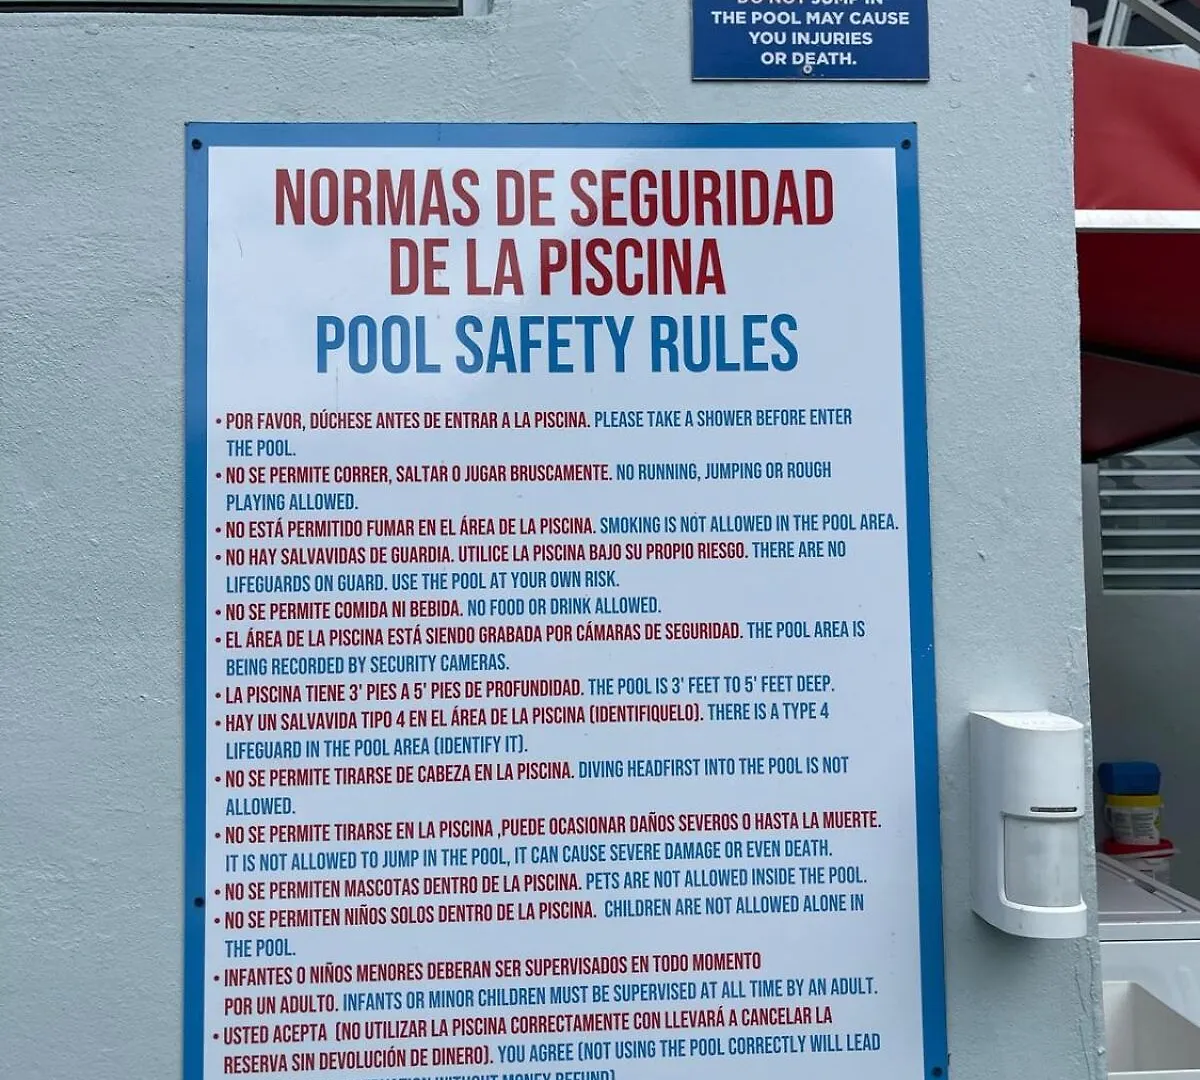 DO NOT JUMP IN
THE POOL MAY CAUSE
YOU INJURIES
OR DEATH.
NORMAS DE SEGURIDAD
DE LA PISCINA
POOL SAFETY RULES
• POR FAVOR, DÚCHESE ANTES DE ENTRAR A LA PISCINA. PLEASE TAKE A SHOWER BEFORE ENTER
THE POOL.
• NO SE PERMITE CORRER, SALTAR O JUGAR BRUSCAMENTE. NO RUNNING, JUMPING OR ROUGH
PLAYING ALLOWED.
• NO ESTÁ PERMITIDO FUMAR EN EL ÁREA DE LA PISCINA. SMOKING IS NOT ALLOWED IN THE POOL AREA.
• NO HAY SALVAVIDAS DE GUARDIA. UTILICE LA PISCINA BAJO SU PROPIO RIESGO. THERE ARE NO
LIFEGUARDS ON GUARD. USE THE POOL AT YOUR OWN RISK.
• NO SE PERMITE COMIDA NI BEBIDA. NO FOOD OR DRINK ALLOWED.
• EL ÁREA DE LA PISCINA ESTÁ SIENDO GRABADA POR CÁMARAS DE SEGURIDAD. THE POOL AREA IS
BEING RECORDED BY SECURITY CAMERAS.
• LA PISCINA TIENE 3' PIES A 5' PIES DE PROFUNDIDAD. THE POOL IS 3' FEET TO 5' FEET DEEP.
• HAY UN SALVAVIDA TIPO 4 EN EL ÁREA DE LA PISCINA (IDENTIFIQUELO). THERE IS A TYPE 4
LIFEGUARD IN THE POOL AREA (IDENTIFY IT).
• NO SE PERMITE TIRARSE DE CABEZA EN LA PISCINA. DIVING HEADFIRST INTO THE POOL IS NOT
ALLOWED.
• NO SE PERMITE TIRARSE EN LA PISCINA ,PUEDE OCASIONAR DAÑOS SEVEROS O HASTA LA MUERTE.
IT IS NOT ALLOWED TO JUMP IN THE POOL, IT CAN CAUSE SEVERE DAMAGE OR EVEN DEATH.
• NO SE PERMITEN MASCOTAS DENTRO DE LA PISCINA. PETS ARE NOT ALLOWED INSIDE THE POOL.
• NO SE PERMITEN NIÑOS SOLOS DENTRO DE LA PISCINA. CHILDREN ARE NOT ALLOWED ALONE IN
THE POOL.
• INFANTES O NIÑOS MENORES DEBERAN SER SUPERVISADOS EN TODO MOMENTO
POR UN ADULTO. INFANTS OR MINOR CHILDREN MUST BE SUPERVISED AT ALL TIME BY AN ADULT.
• USTED ACEPTA (NO UTILIZAR LA PISCINA CORRECTAMENTE CON LLEVARÁ A CANCELAR LA
RESERVA SIN DEVOLUCIÓN DE DINERO). YOU AGREE (NOT USING THE POOL CORRECTLY WILL LEAD
WITHOUT MONEY REFUND)